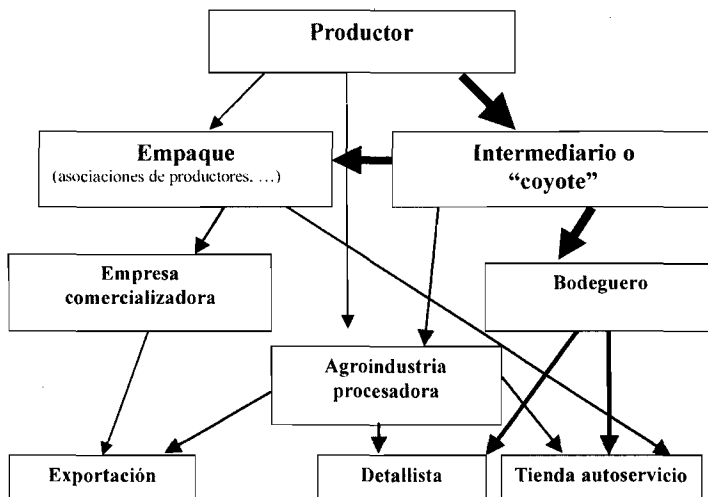 Productor
Empaque
(asociaciones de productores. …)
Intermediario o
“coyote”
Empresa
comercializadora
Bodeguero
Agroindustria
procesadora
Exportación
Detallista
Tienda autoservicio